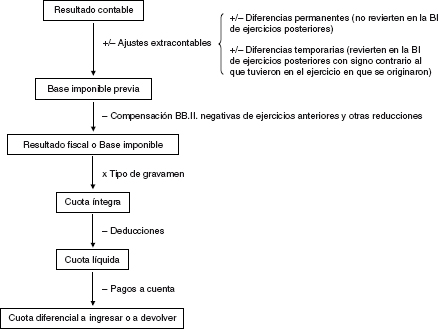 Resultado contable
+/– Ajustes extracontables
+/– Diferencias permanentes (no revierten en la BI
de ejercicios posteriores)
+/– Diferencias temporarias (revierten en la BI
de ejercicios posteriores con signo contrario al
que tuvieron en el ejercicio en que se originaron)
Base imponible previa
– Compensación BB.II. negativas de ejercicios anteriores y otras reducciones
Resultado fiscal o Base imponible
x Tipo de gravamen
Cuota íntegra
– Deducciones
Cuota líquida
– Pagos a cuenta
Cuota diferencial a ingresar o a devolver